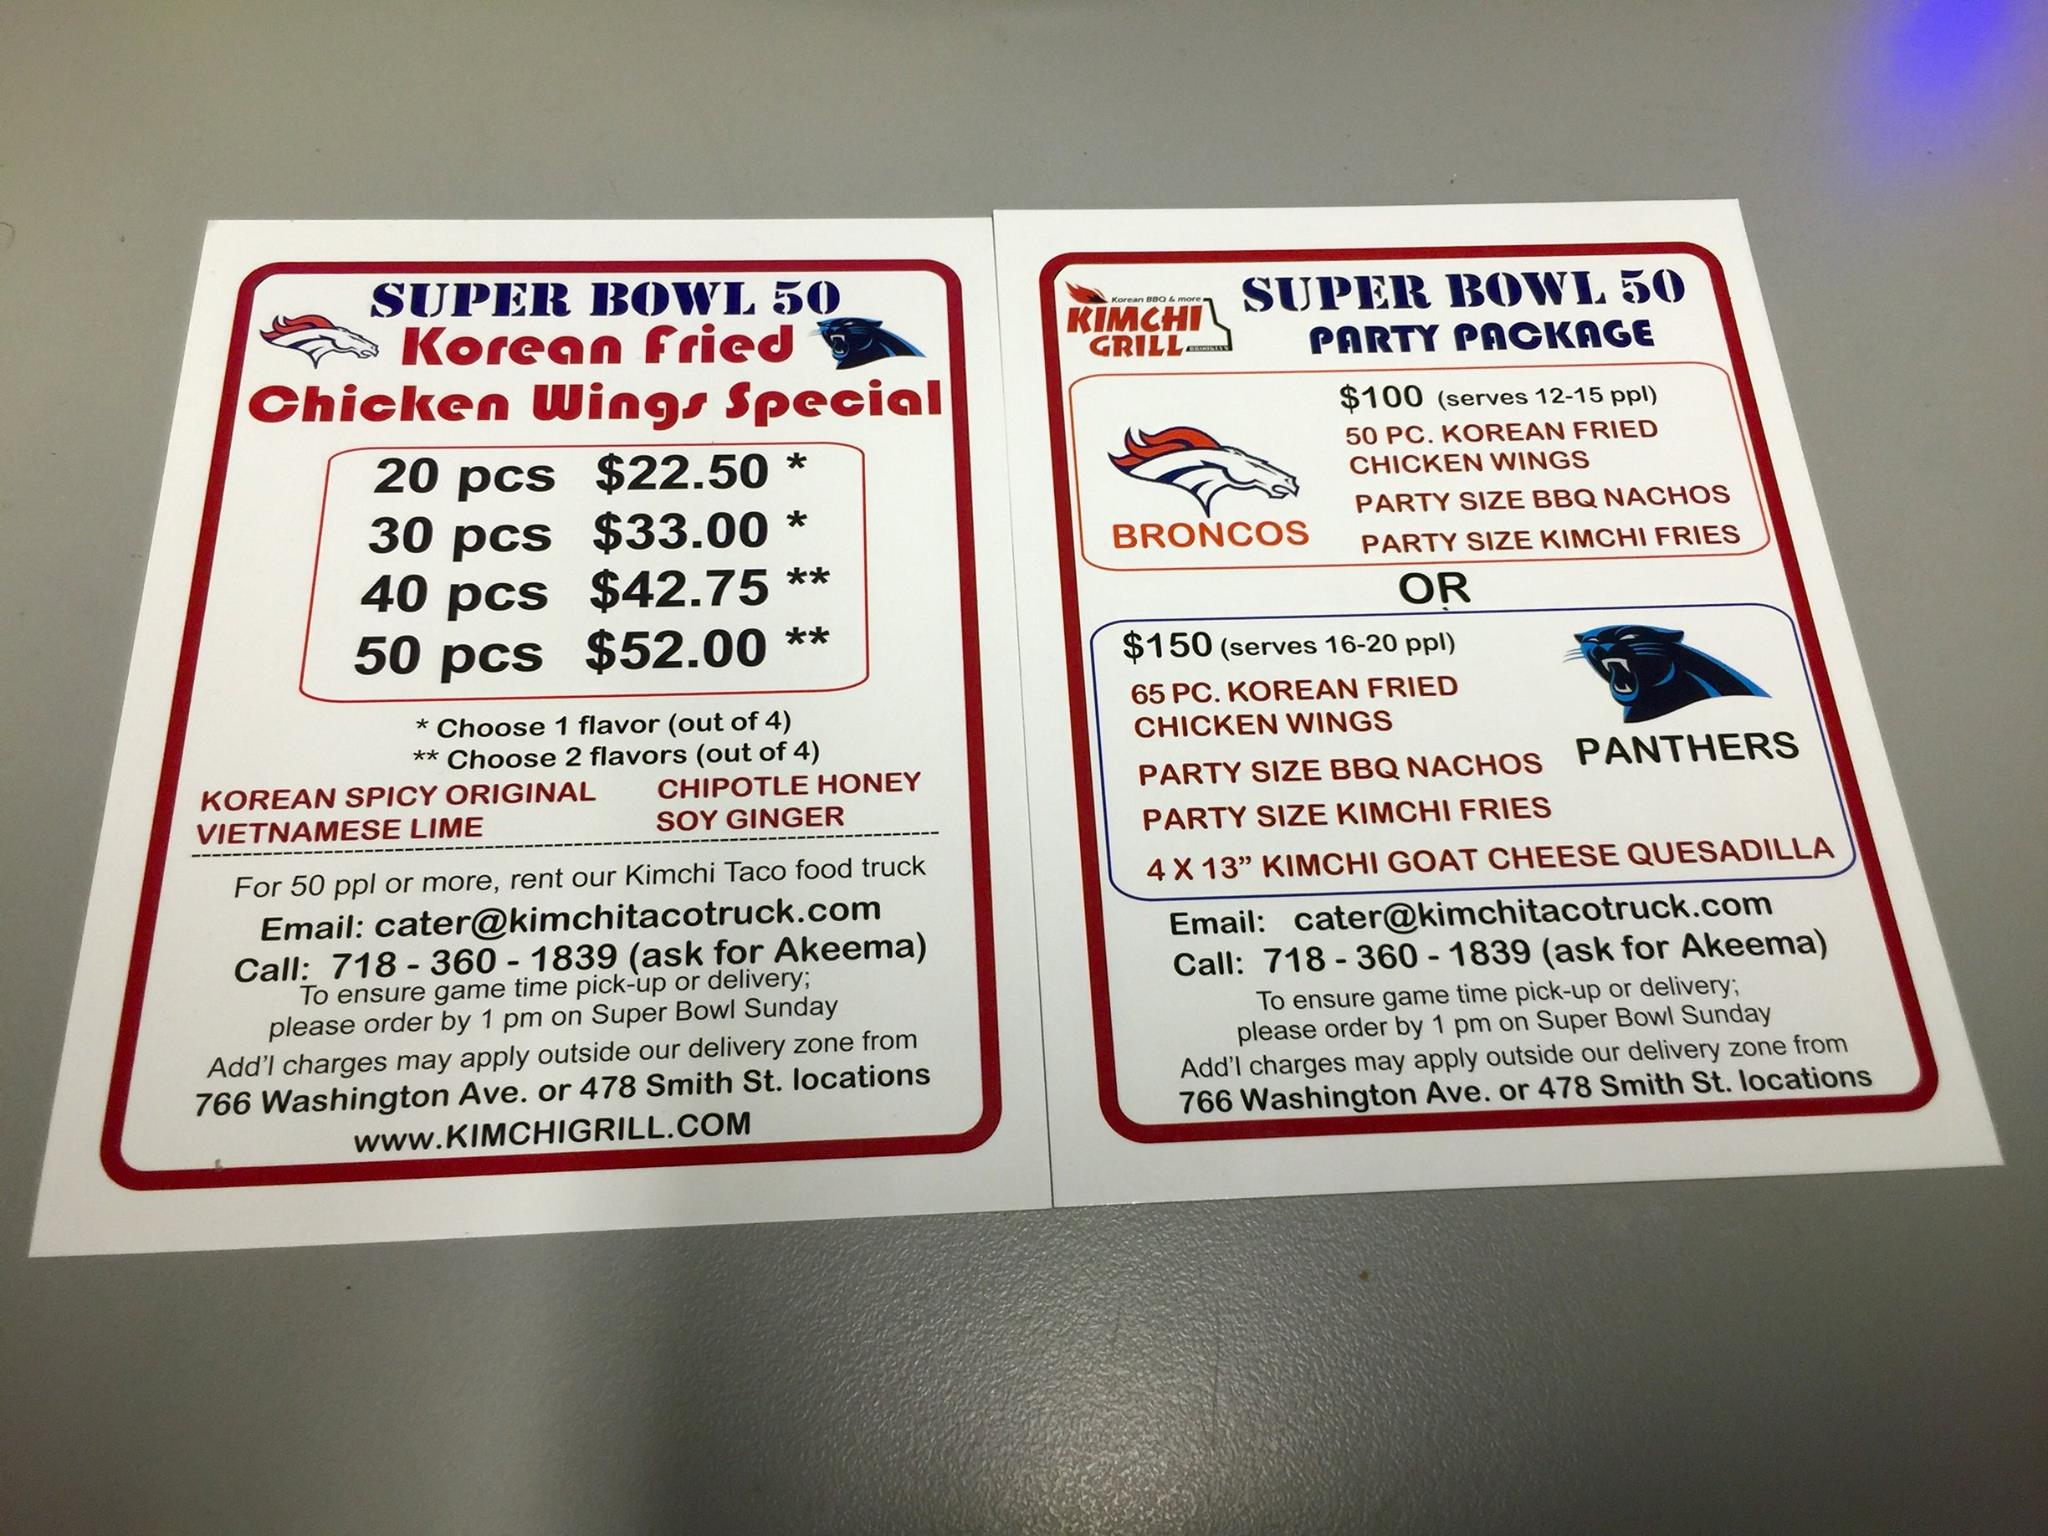 SUPER BOWL 50
Korean Fried
Chicken Wings Special
20 pcs $22.50 *
30 pcs $33.00 *
40 pcs $42.75 **
50 pcs $52.00 **
* Choose 1 flavor (out of 4)
** Choose 2 flavors (out of 4)
KOREAN SPICY ORIGINAL CHIPOTLE HONEY
VIETNAMESE LIME SOY GINGER
For 50 ppl or more, rent our Kimchi Taco food truck
Email: cater@kimchitacotruck.com
Call: 718 - 360 - 1839 (ask for Akeema)
To ensure game time pick-up or delivery;
please order by 1 pm on Super Bowl Sunday
Add'l charges may apply outside our delivery zone from
766 Washington Ave. or 478 Smith St. locations
www.KIMCHIGRILL.COM
Korean BBQ & more
KIMCHI
GRILL
BROOKLYN
SUPER BOWL 50
PARTY PACKAGE
$100 (serves 12-15 ppl)
50 PC. KOREAN FRIED
CHICKEN WINGS
PARTY SIZE BBQ NACHOS
PARTY SIZE KIMCHI FRIES
BRONCOS
OR
$150 (serves 16-20 ppl)
65 PC. KOREAN FRIED
CHICKEN WINGS
PARTY SIZE BBQ NACHOS
PARTY SIZE KIMCHI FRIES
4 X 13” KIMCHI GOAT CHEESE QUESADILLA
PANTHERS
Email: cater@kimchitacotruck.com
Call: 718 - 360 - 1839 (ask for Akeema)
To ensure game time pick-up or delivery;
please order by 1 pm on Super Bowl Sunday
Add'l charges may apply outside our delivery zone from
766 Washington Ave. or 478 Smith St. locations